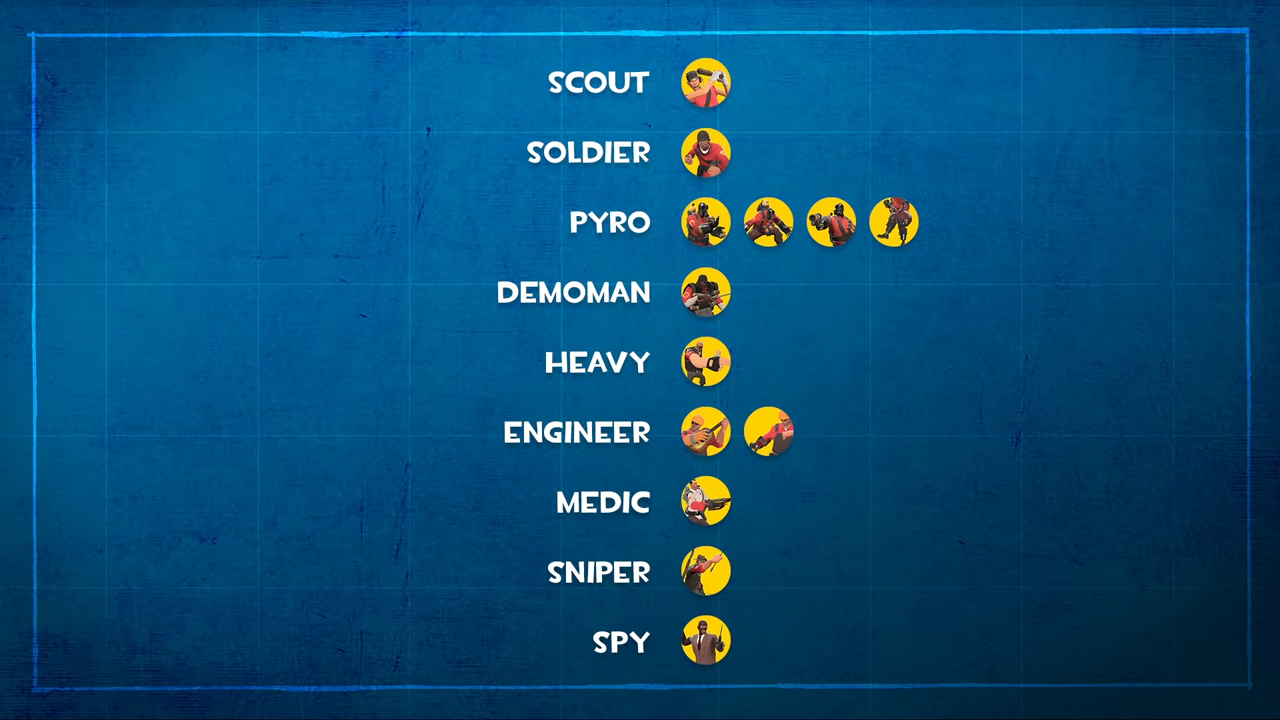 SCOUT
SOLDIER
PYRO
DEMOMAN
HEAVY
ENGINEER
MEDIC
SNIPER
SPY